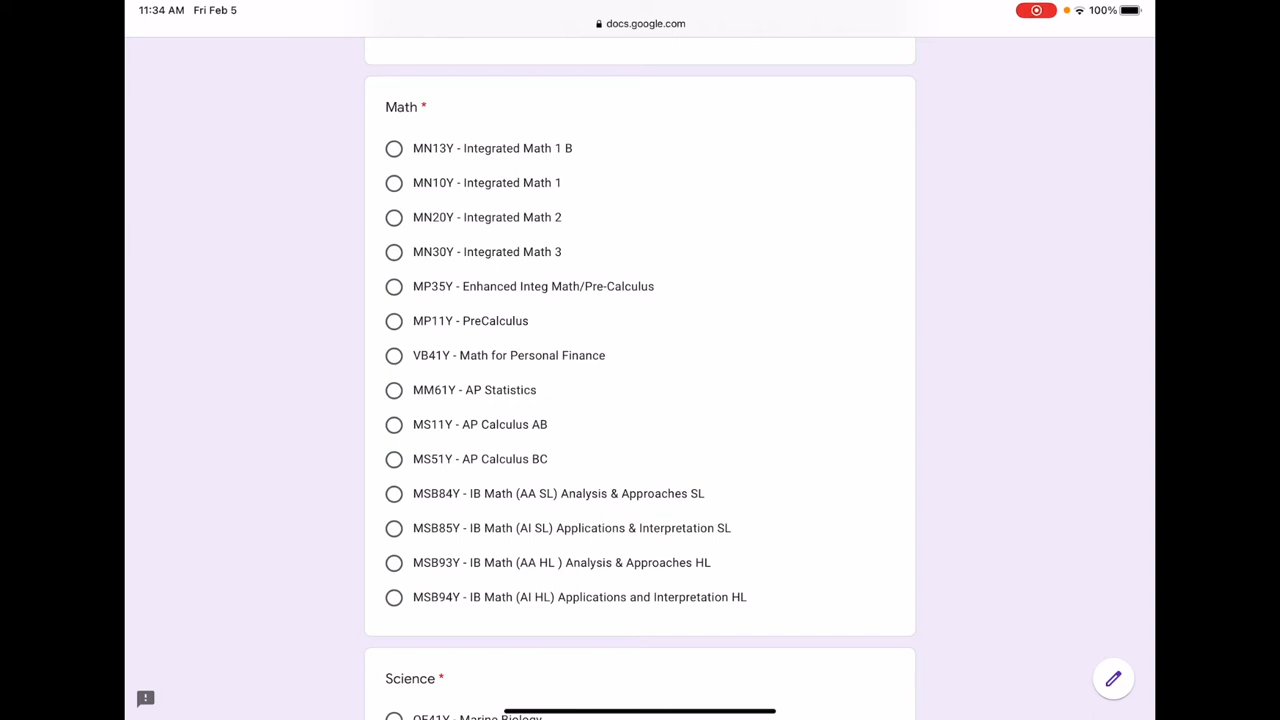 11:34 AM Fri Feb 5
100%
docs.google.com
Math *
MN13Y - Integrated Math 1 B
MN10Y - Integrated Math 1
MN20Y - Integrated Math 2
MN30Y - Integrated Math 3
MP35Y - Enhanced Integ Math/Pre-Calculus
MP11Y - PreCalculus
VB41Y - Math for Personal Finance
MM61Y - AP Statistics
MS11Y - AP Calculus AB
MS51Y - AP Calculus BC
MSB84Y - IB Math (AA SL) Analysis & Approaches SL
MSB85Y - IB Math (AI SL) Applications & Interpretation SL
MSB93Y - IB Math (AA HL ) Analysis & Approaches HL
MSB94Y - IB Math (AI HL) Applications and Interpretation HL
Science *
Marine Biology